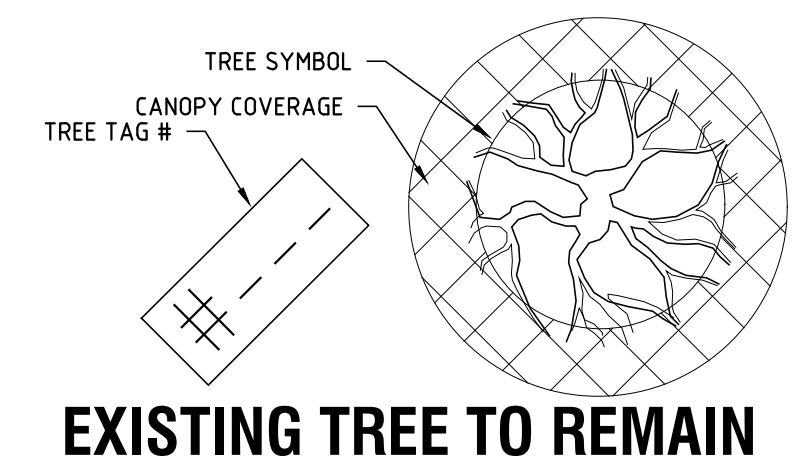 TREE SYMBOL
CANOPY COVERAGE
TREE TAG #
# _ _ _ _
EXISTING TREE TO REMAIN